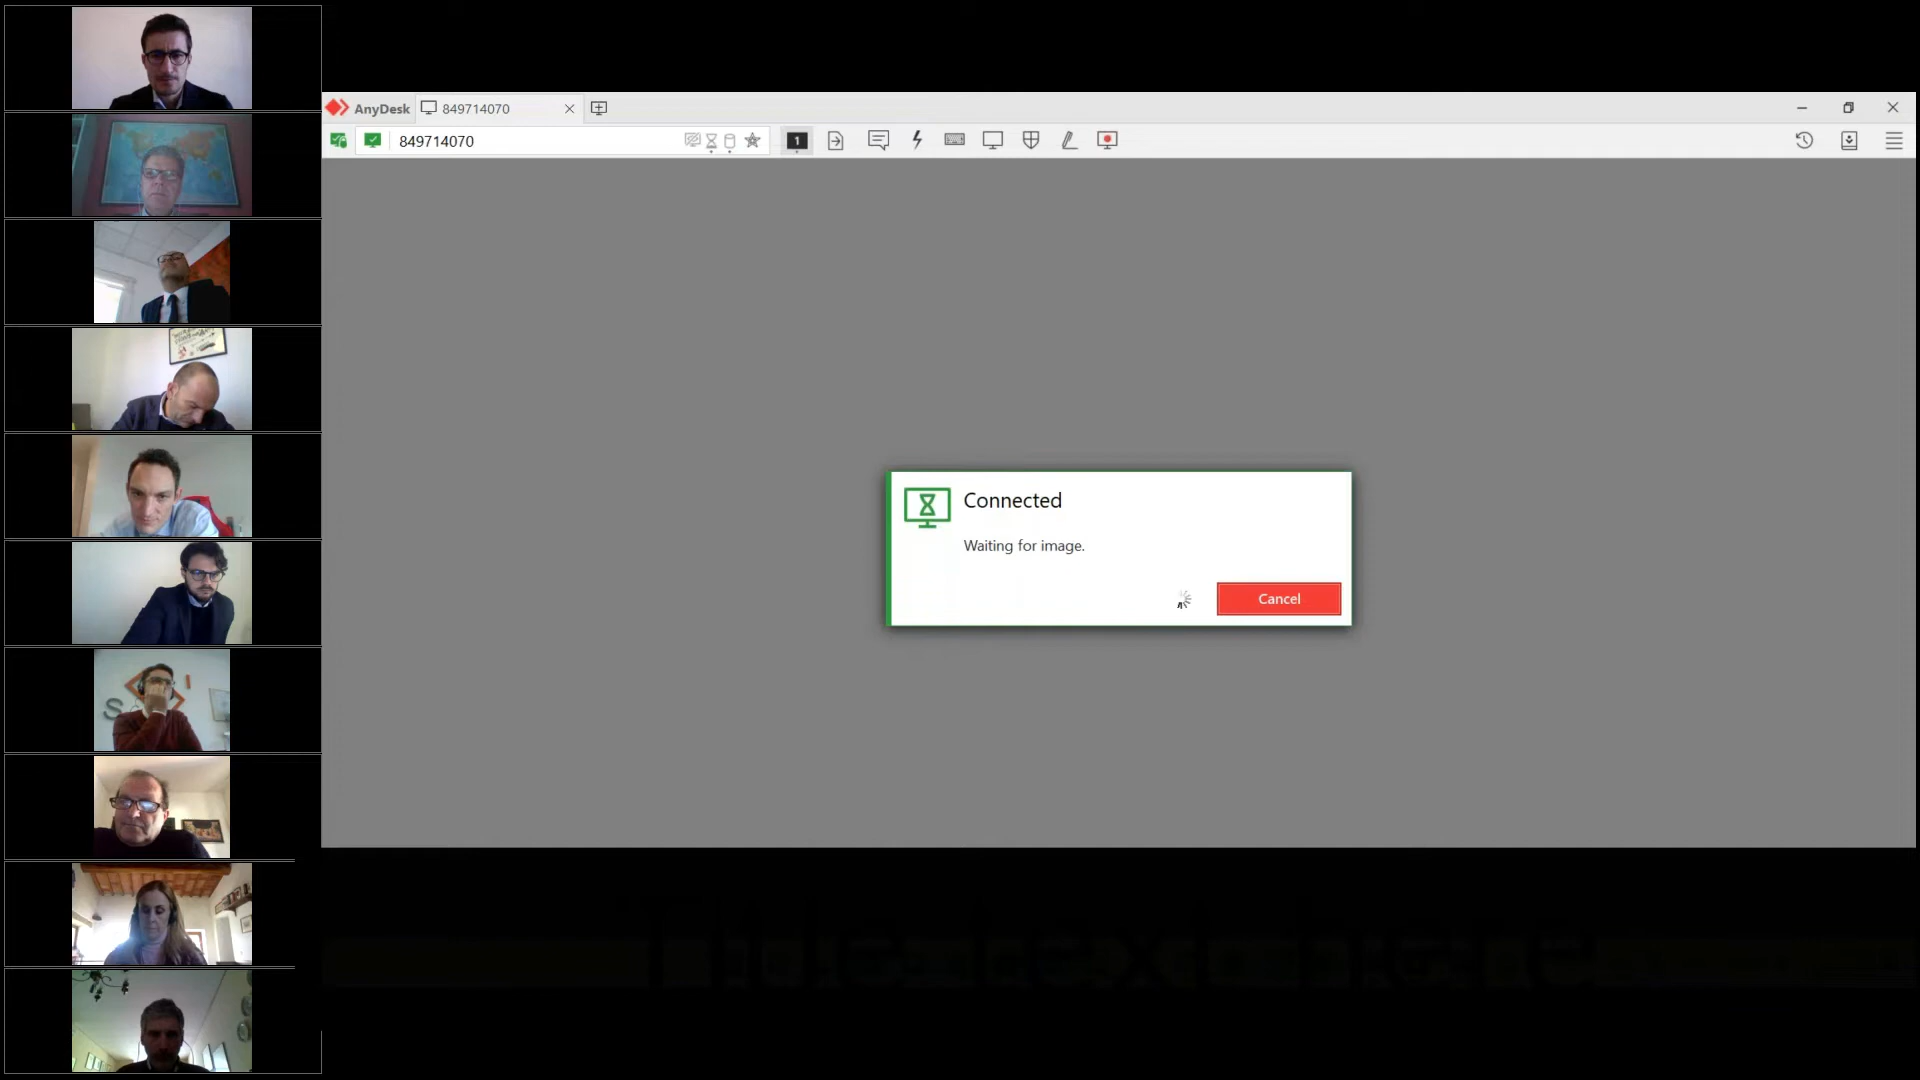 AnyDesk
849714070
849714070
1
Connected
Waiting for image.
Cancel
S